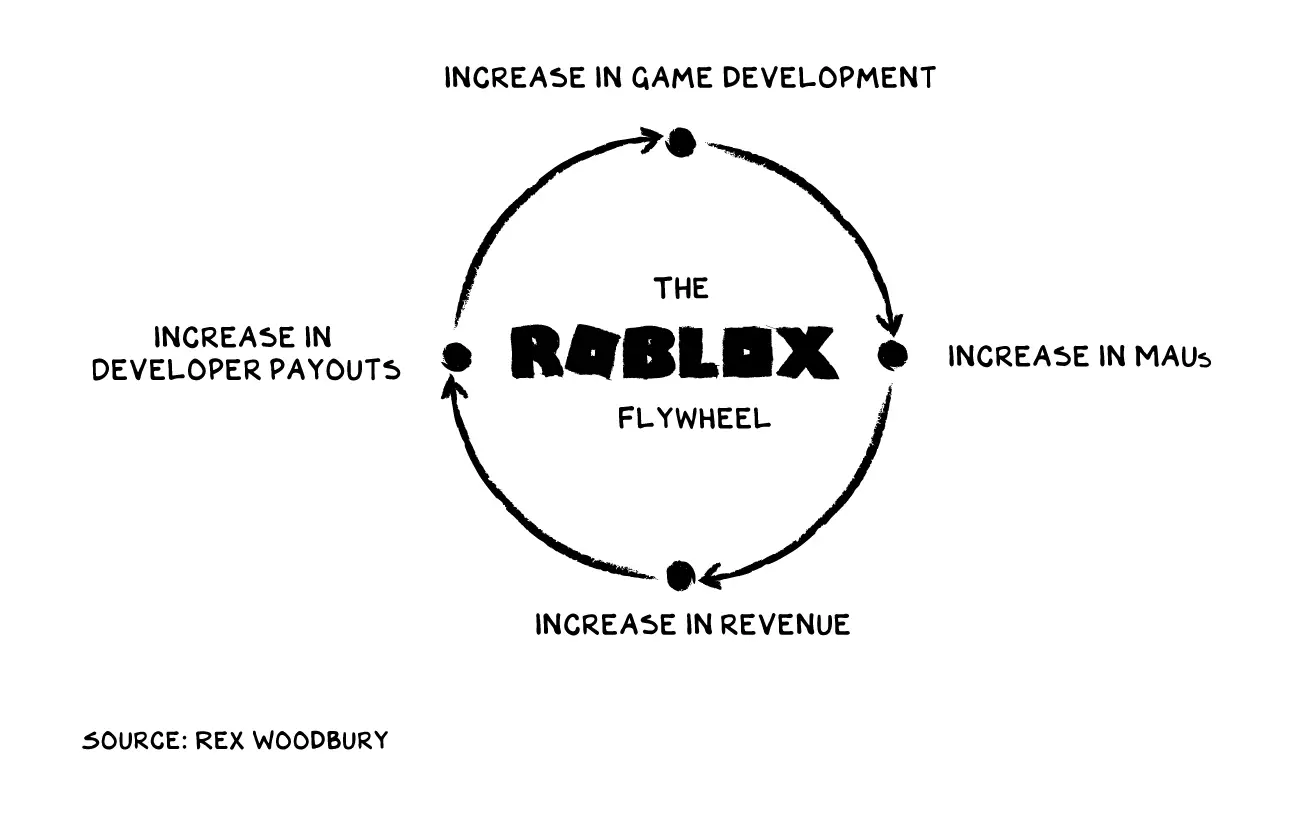 INCREASE IN GAME DEVELOPMENT
THE
ROBLOX
FLYWHEEL
INCREASE IN
DEVELOPER PAYOUTS
INCREASE IN MAUs
INCREASE IN REVENUE
SOURCE: REX WOODBURY